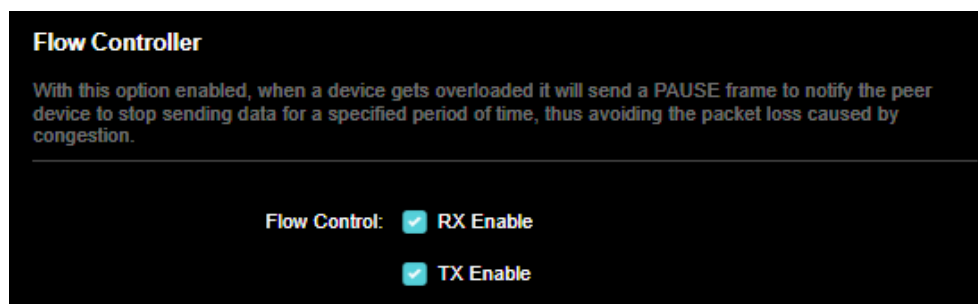 Flow Controller
With this option enabled, when a device gets overloaded it will send a PAUSE frame to notify the peer
device to stop sending data for a specified period of time, thus avoiding the packet loss caused by
congestion.
Flow Control: RX Enable
TX Enable